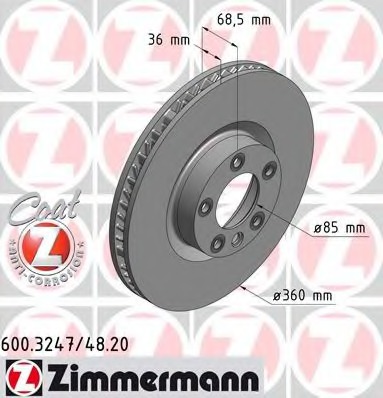 68,5 mm
36 mm
Coat
Z
ANTI-CORROSION
ø85 mm
ø360 mm
600.3247/48.20
Z Zimmermann